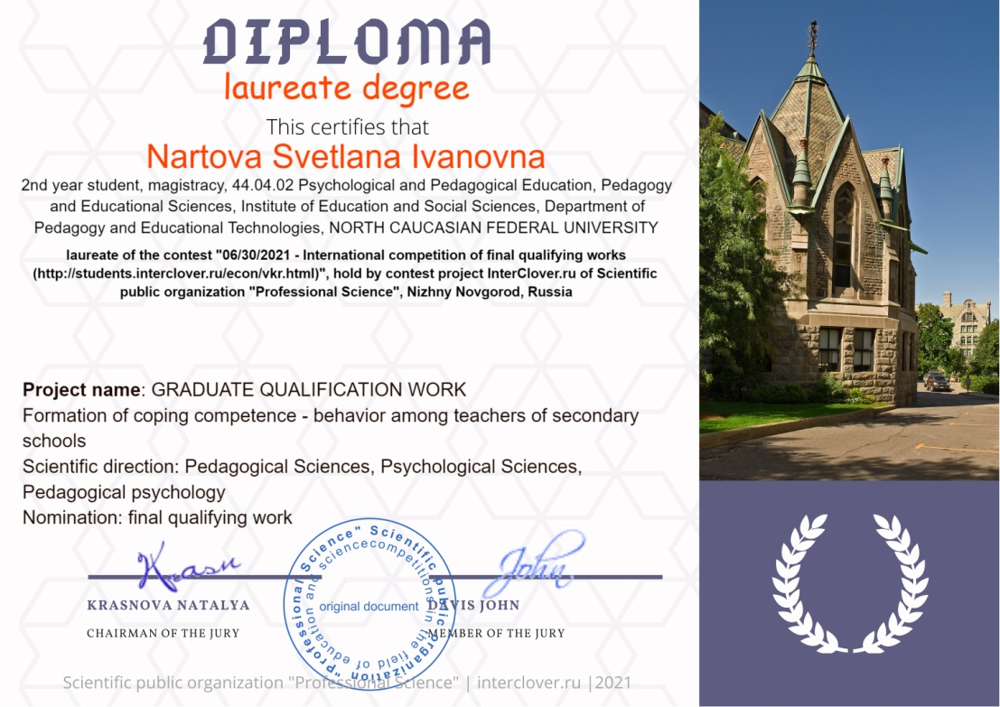 DIPLOMA
laureate degree
This certifies that
Nartova Svetlana Ivanovna
2nd year student, magistracy, 44.04.02 Psychological and Pedagogical Education, Pedagogy
and Educational Sciences, Institute of Education and Social Sciences, Department of
Pedagogy and Educational Technologies, NORTH CAUCASIAN FEDERAL UNIVERSITY
laureate of the contest "06/30/2021 - International competition of final qualifying works
(http://students.interclover.ru/econ/vkr.html)", hold by contest project InterClover.ru of Scientific
public organization "Professional Science", Nizhny Novgorod, Russia
Project name: GRADUATE QUALIFICATION WORK
Formation of coping competence - behavior among teachers of secondary
schools
Scientific direction: Pedagogical Sciences, Psychological Sciences,
Pedagogical psychology
Nomination: final qualifying work
Krasn
John
Scientific public organization "Professional Science"
sciencecompetitions in the field of education and
original document
KRASNOVA NATALYA
CHAIRMAN OF THE JURY
DAVIS JOHN
MEMBER OF THE JURY
Scientific public organization "Professional Science" | interclover.ru |2021